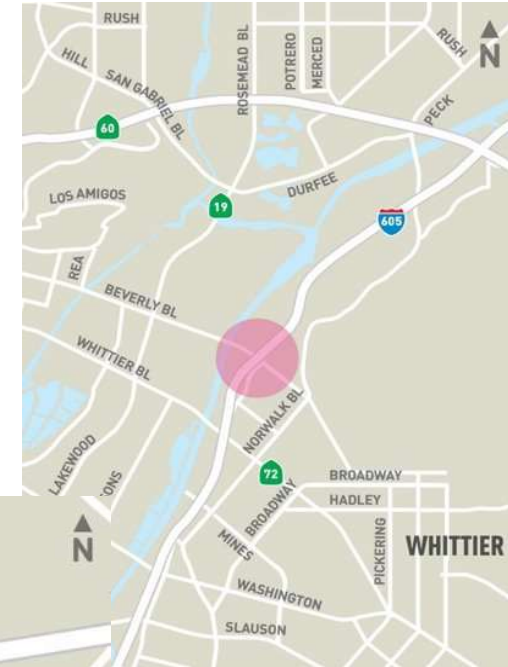 RUSH
HILL
SAN GABRIEL BL
ROSEMEAD BL
POTRERO
MERCED
RUSH
N
60
PECK
DURFEE
LOS AMIGOS
19
605
REA
BEVERLY BL
WHITTIER BL
NORWALK BL
LAKEWOOD
72
BROADWAY
ONS
HADLEY
BROADWAY
N
MINES
PICKERING
WHITTIER
WASHINGTON
SLAUSON